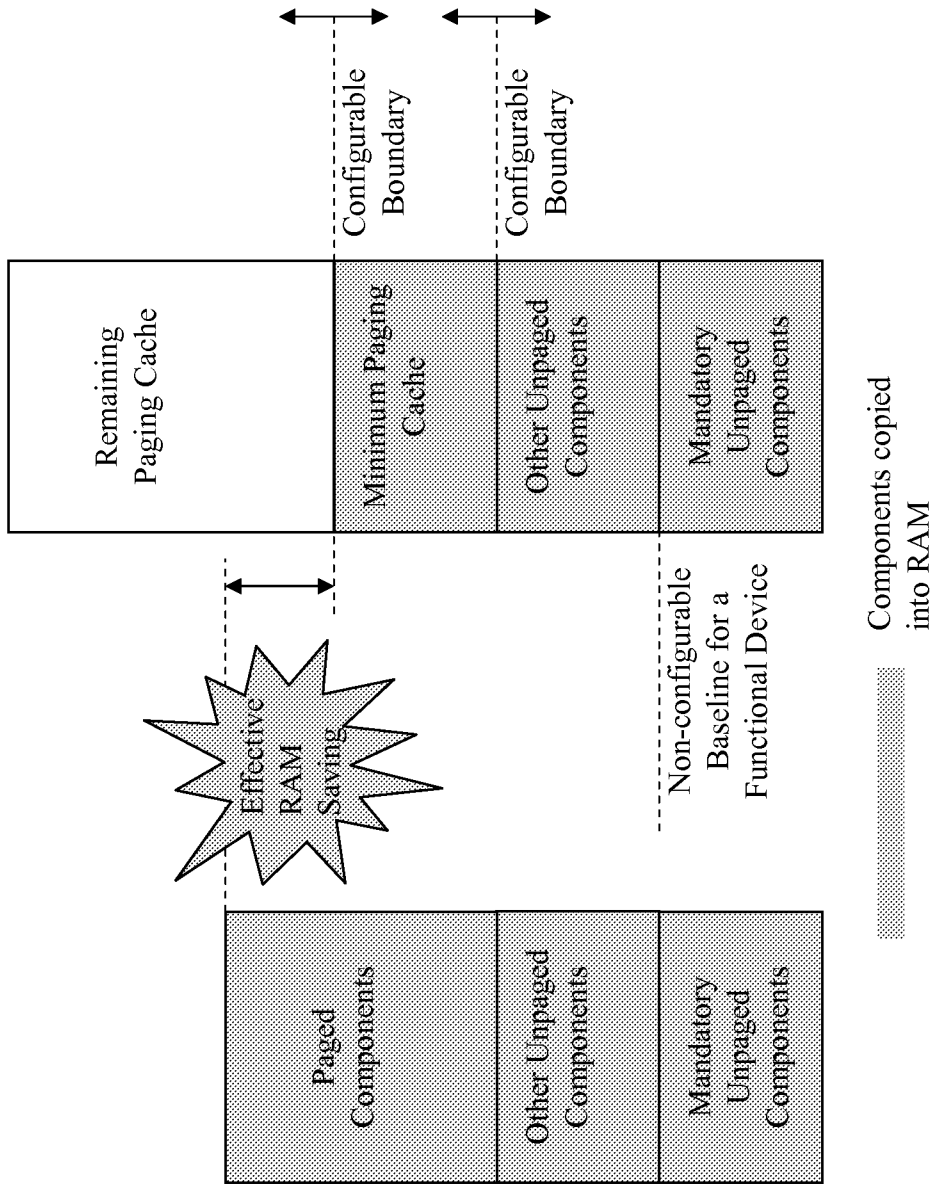 Paged
Components
Other Unpaged
Components
Mandatory
Unpaged
Components
Effective
RAM
Saving
Non-configurable
Baseline for a
Functional Device
Remaining
Paging Cache
Minimum Paging
Cache
Other Unpaged
Components
Mandatory
Unpaged
Components
Configurable
Boundary
Configurable
Boundary
Components copied
into RAM